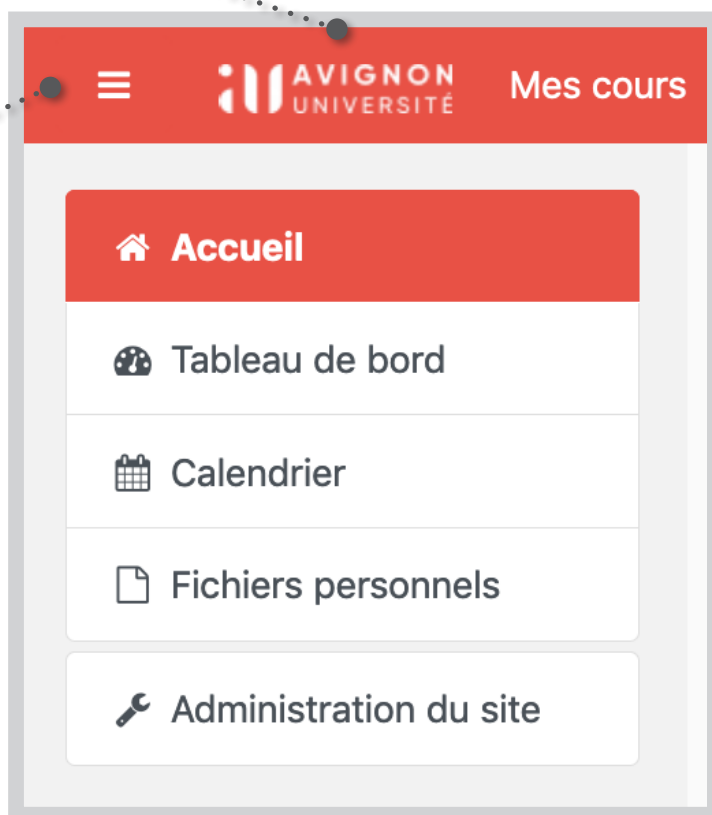 AVIGNON
UNIVERSITÉ
Mes cours
Accueil
Tableau de bord
Calendrier
Fichiers personnels
Administration du site